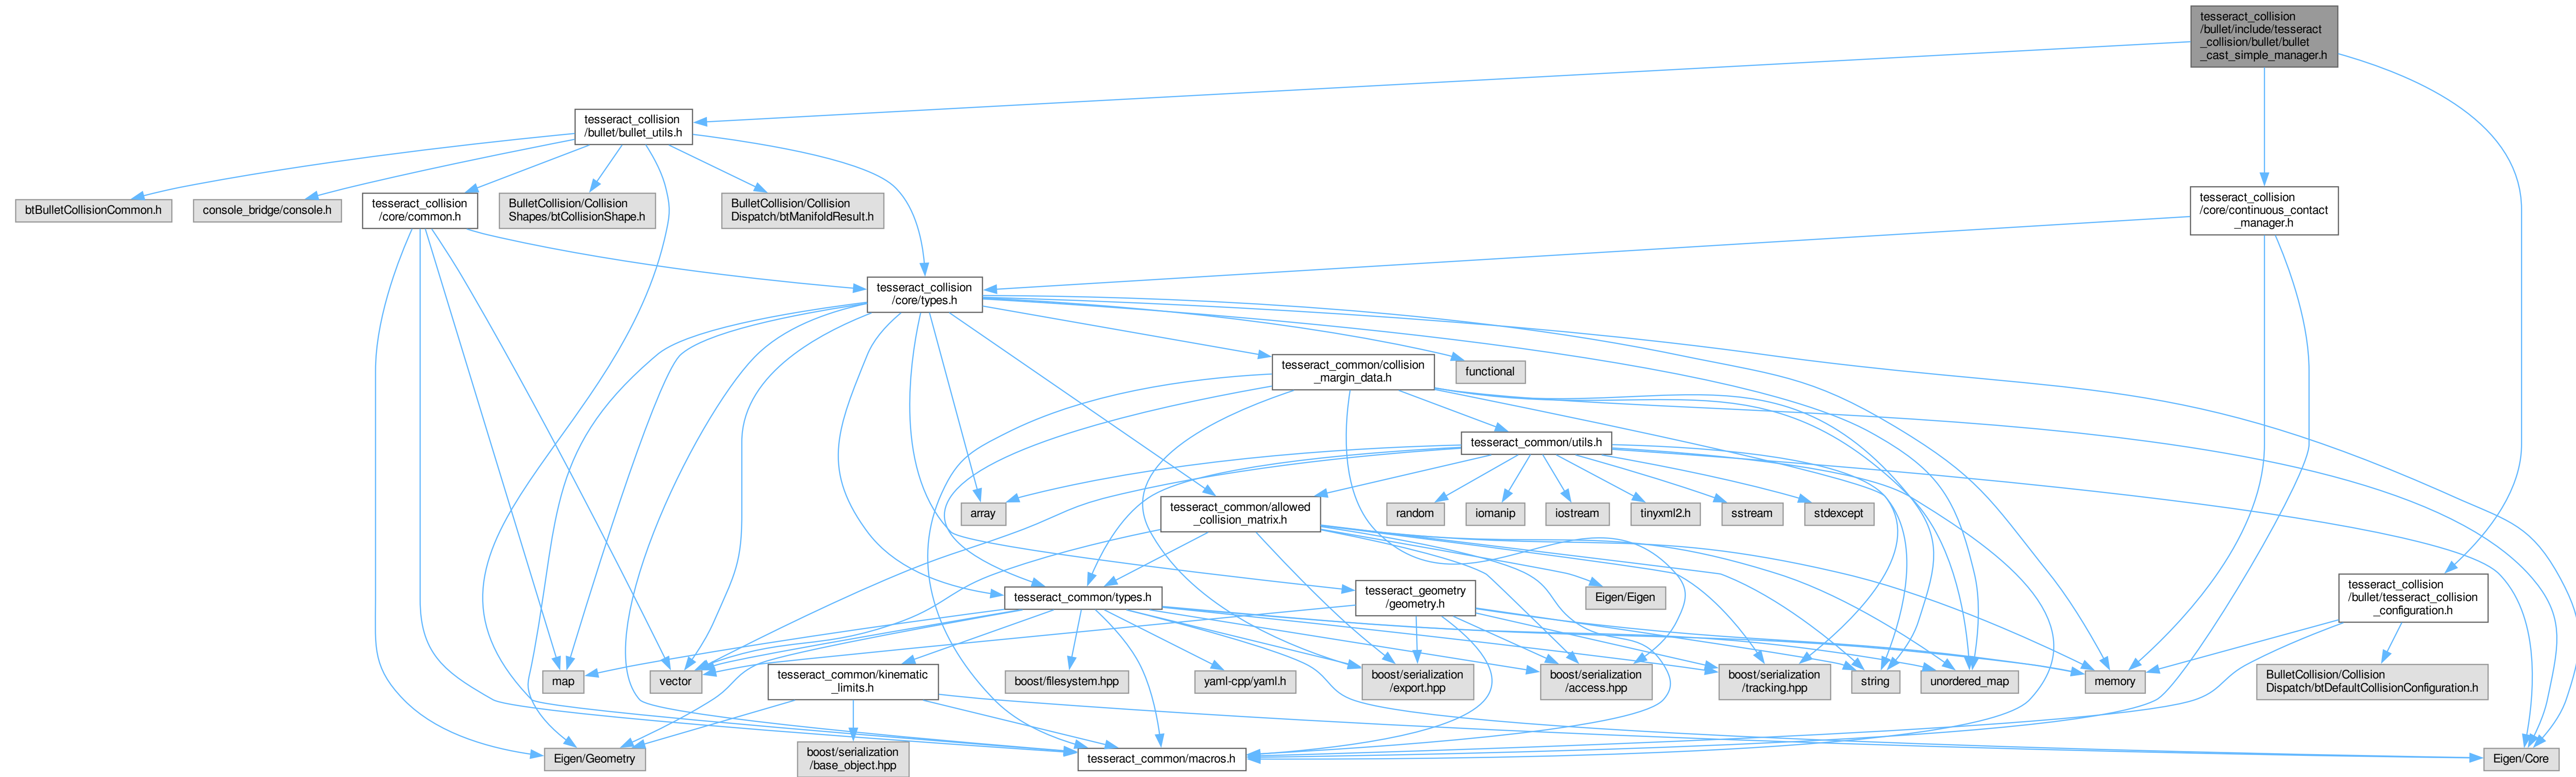 tesseract_collision
/bullet/include/tesseract
_collision/bullet/bullet
_cast_simple_manager.h
tesseract_collision
/bullet/bullet_utils.h
btBulletCollisionCommon.h
console_bridge/console.h
tesseract_collision
/core/common.h
BulletCollision/Collision
Shapes/btCollisionShape.h
BulletCollision/Collision
Dispatch/btManifoldResult.h
tesseract_collision
/core/continuous_contact
_manager.h
tesseract_collision
/core/types.h
tesseract_common/collision
_margin_data.h
functional
tesseract_common/utils.h
array
tesseract_common/allowed
_collision_matrix.h
random
iomanip
iostream
tinyxml2.h
sstream
stdexcept
tesseract_common/types.h
tesseract_geometry
/geometry.h
Eigen/Eigen
tesseract_collision
/bullet/tesseract_collision
_configuration.h
map
vector
tesseract_common/kinematic
_limits.h
boost/filesystem.hpp
yaml-cpp/yaml.h
boost/serialization
/export.hpp
boost/serialization
/access.hpp
boost/serialization
/tracking.hpp
string
unordered_map
memory
BulletCollision/Collision
Dispatch/btDefaultCollisionConfiguration.h
Eigen/Geometry
boost/serialization
/base_object.hpp
tesseract_common/macros.h
Eigen/Core